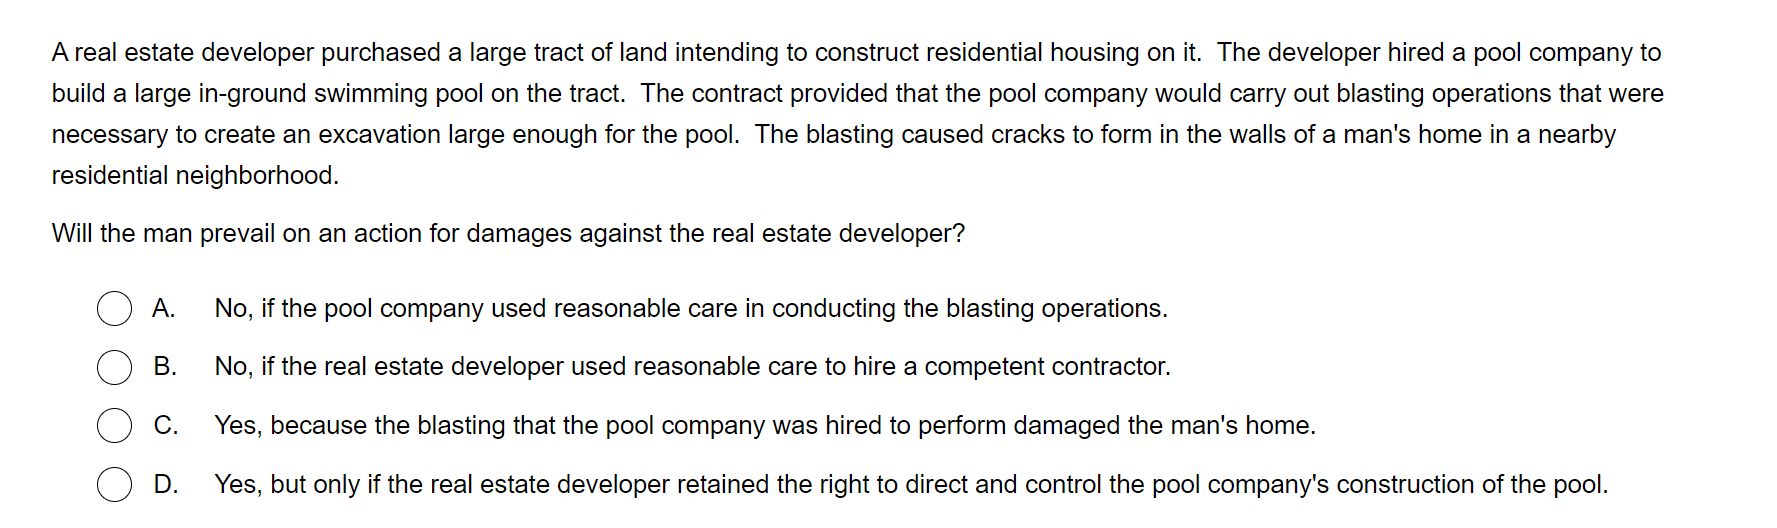 A real estate developer purchased a large tract of land intending to construct residential housing on it.  The developer hired a pool company to
build a large in-ground swimming pool on the tract.  The contract provided that the pool company would carry out blasting operations that were
necessary to create an excavation large enough for the pool.  The blasting caused cracks to form in the walls of a man's home in a nearby
residential neighborhood.
Will the man prevail on an action for damages against the real estate developer?
A. No, if the pool company used reasonable care in conducting the blasting operations.
B. No, if the real estate developer used reasonable care to hire a competent contractor.
C. Yes, because the blasting that the pool company was hired to perform damaged the man's home.
D. Yes, but only if the real estate developer retained the right to direct and control the pool company's construction of the pool.